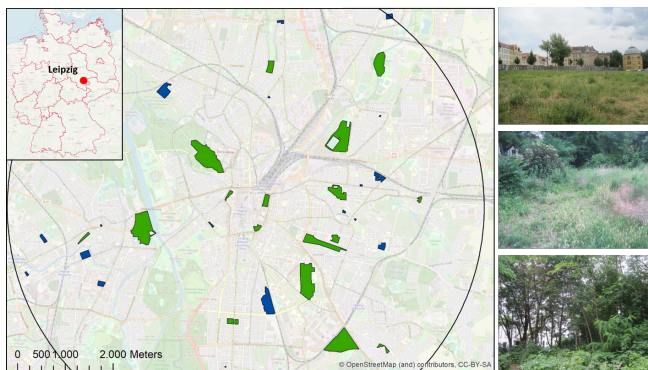 Leipzig
0 500 1.000 2.000 Meters
© OpenStreetMap (and) contributors, CC-BY-SA